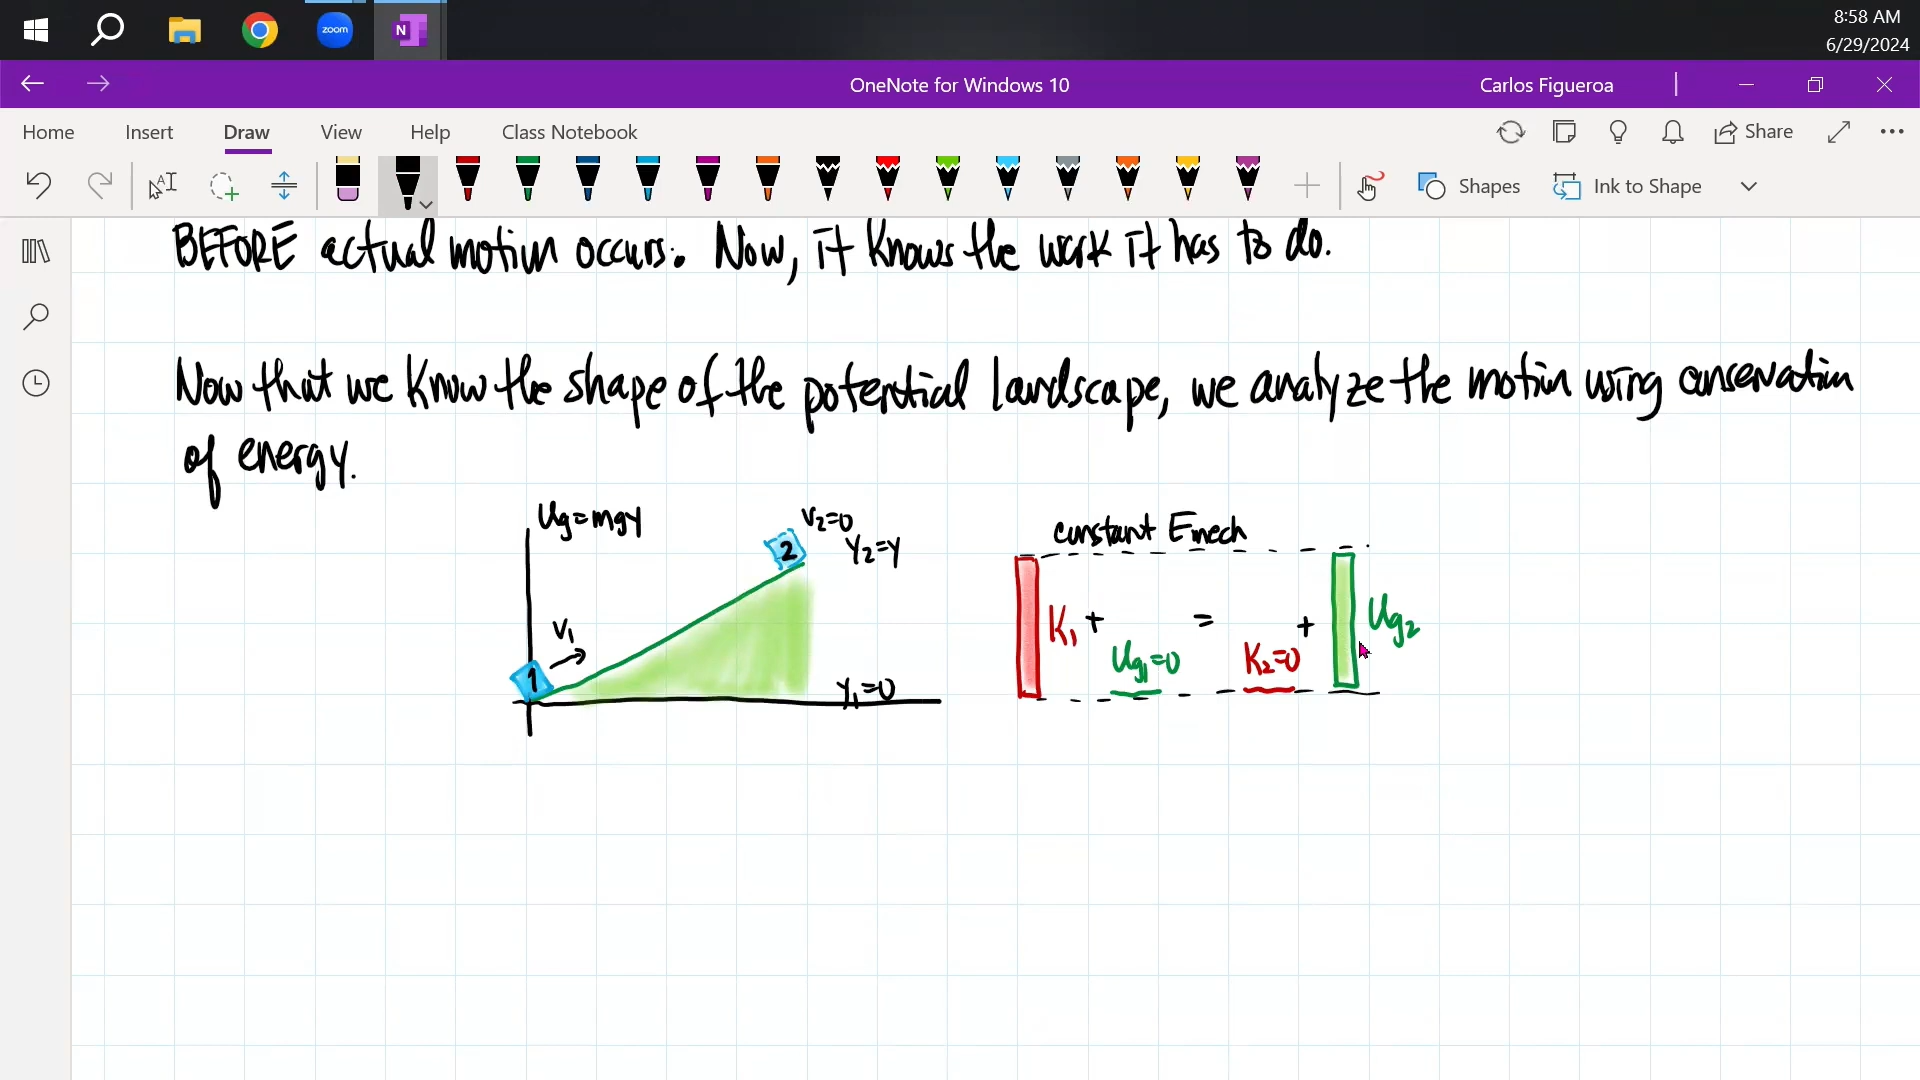 8:58 AM
zoom
N
6/29/2024
OneNote for Windows 10
Carlos Figueroa
Home Insert Draw View Help Class Notebook
Share
Shapes
Ink to Shape
BEFORE actual motion occurs. Now, it knows the work it has to do.
Now that we know the shape of the potential landscape, we analyze the motion using conservation
of energy.
Ug=mgy
V₂=0
Y₂=Y
2
V₁
1
Y₁=0
constant Emech
K₁ + Ug₁=0 = K₂=0 + Ug₂